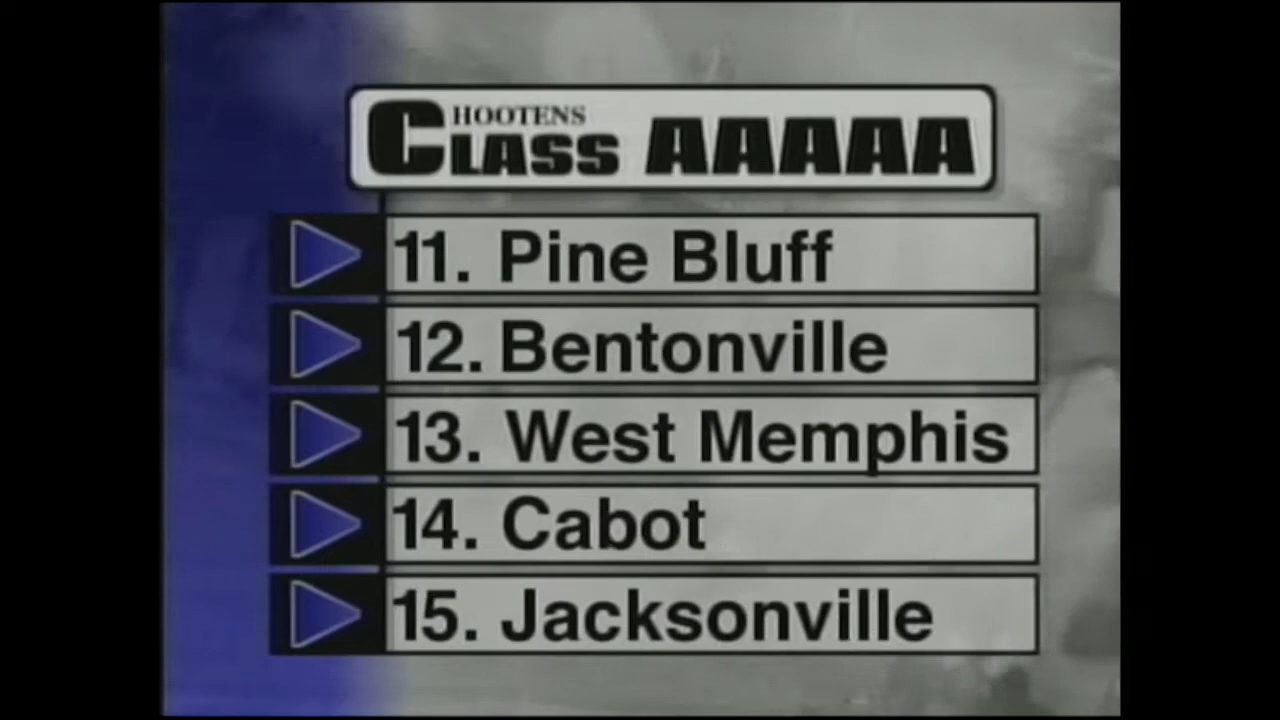 HOOTENS
CLASS AAAAA
11. Pine Bluff
12. Bentonville
13. West Memphis
14. Cabot
15. Jacksonville